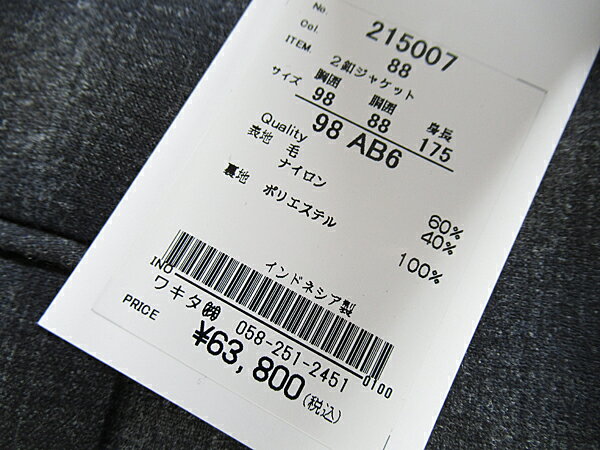 No. 215007
Col. 88
ITEM. 2釦ジャケット
サイズ 胸囲 胴囲 身長
98 88 175
98 AB6
Quality
表地 毛 60%
ナイロン 40%
裏地 ポリエステル 100%
インドネシア製
INO 0100
ワキタ㈱ 058-251-2451
PRICE ¥63,800(税込)